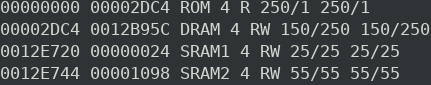 00000000 00002DC4 ROM 4 R 250/1 250/1
00002DC4 0012B95C DRAM 4 RW 150/250 150/250
0012E720 00000024 SRAM1 4 RW 25/25 25/25
0012E744 00001098 SRAM2 4 RW 55/55 55/55